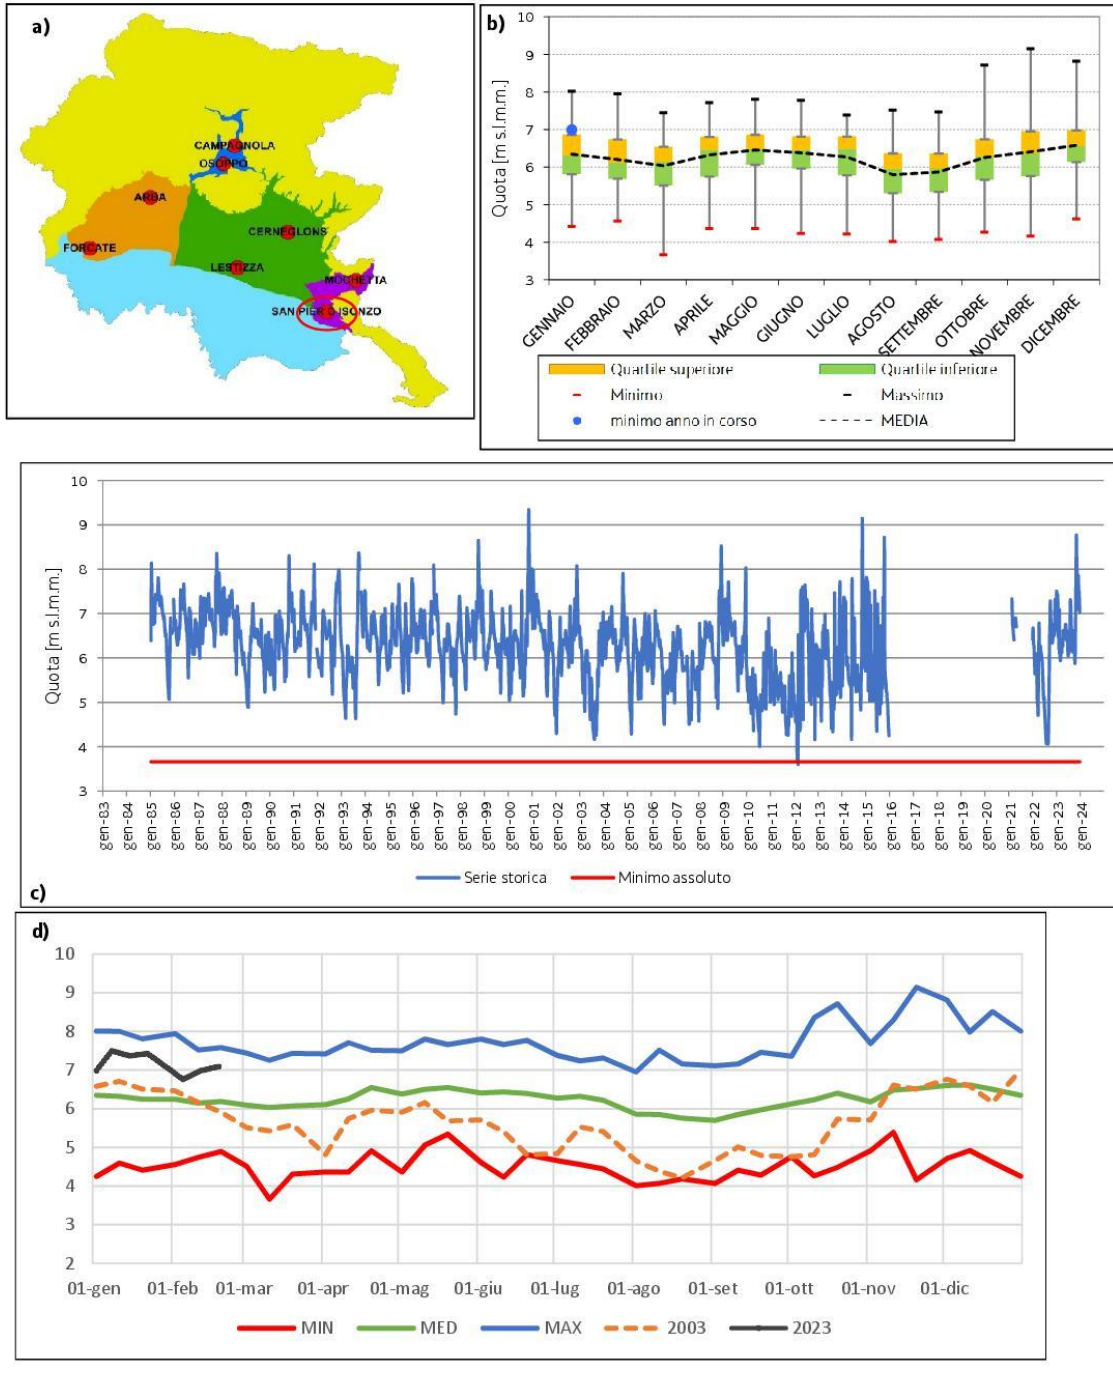 a)
CAMPAGNOLA
OSOPPO
ARBA
CERNEGLONS
FORCATE
LESTIZZA
MOCHETTA
SAN PIER D ISONZO
b)
Quota [m s.l.m.m.]
10
9
8
7
6
5
4
3
GENNAIO FEBBRAIO MARZO APRILE MAGGIO GIUGNO LUGLIO AGOSTO SETTEMBRE OTTOBRE NOVEMBRE DICEMBRE
Quartile superiore Quartile inferiore
Minimo Massimo
minimo anno in corso MEDIA
Quota [m s.l.m.m.]
10
9
8
7
6
5
4
3
gen-83 gen-84 gen-85 gen-86 gen-87 gen-88 gen-89 gen-90 gen-91 gen-92 gen-93 gen-94 gen-95 gen-96 gen-97 gen-98 gen-99 gen-00 gen-01 gen-02 gen-03 gen-04 gen-05 gen-06 gen-07 gen-08 gen-09 gen-10 gen-11 gen-12 gen-13 gen-14 gen-15 gen-16 gen-17 gen-18 gen-19 gen-20 gen-21 gen-22 gen-23 gen-24
Serie storica Minimo assoluto
c)
d)
10
9
8
7
6
5
4
3
2
01-gen 01-feb 01-mar 01-apr 01-mag 01-giu 01-lug 01-ago 01-set 01-ott 01-nov 01-dic
MIN MED MAX 2003 2023